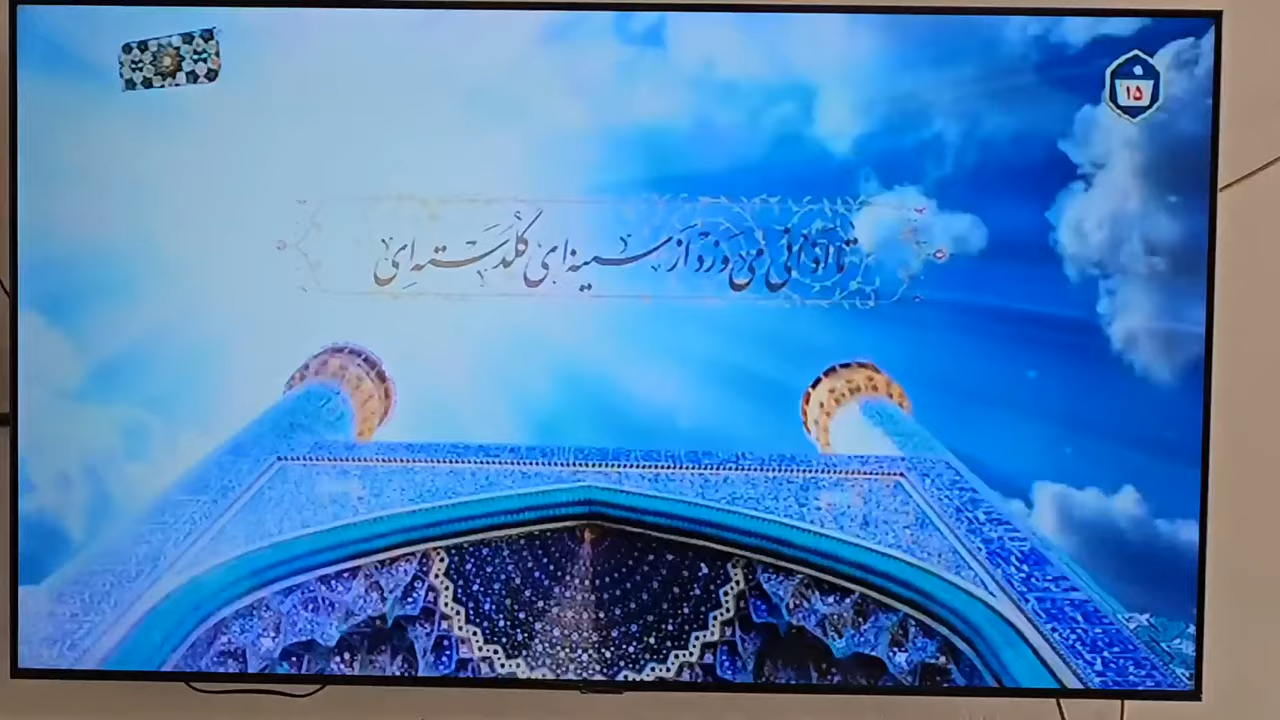 ۱۵
تا اذانی می وزد از سینه ای گلدسته ای